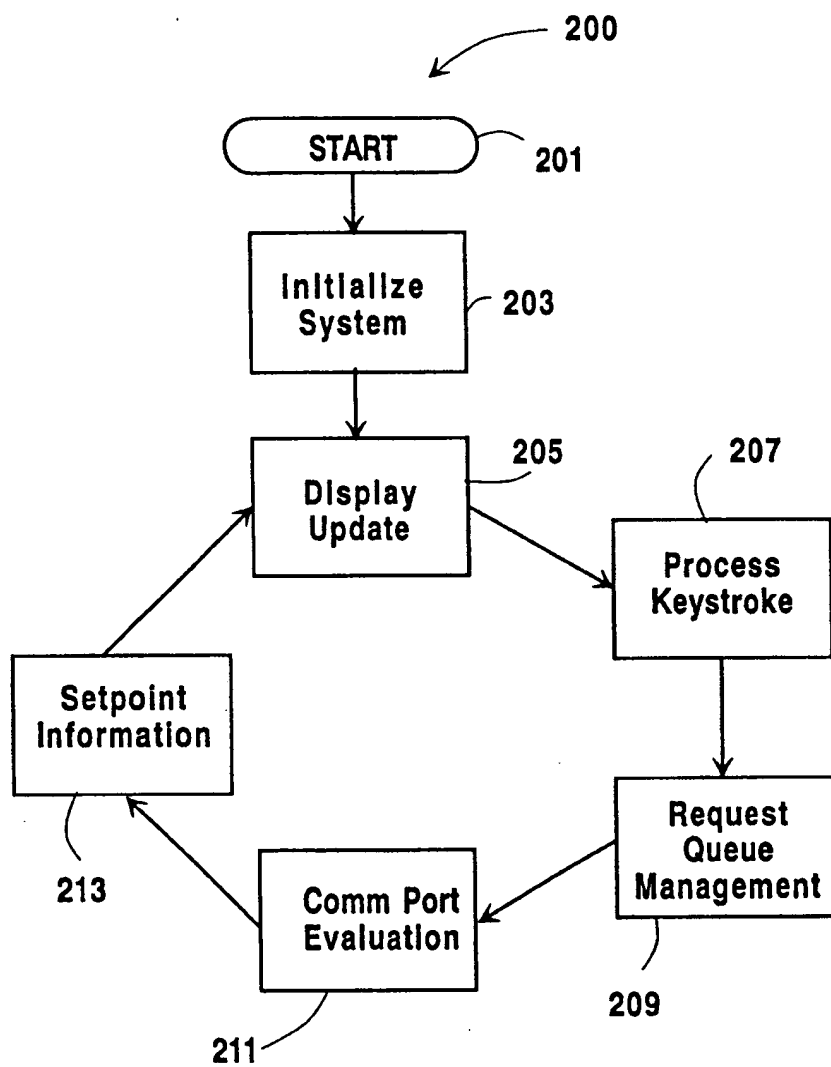 200
START
201
Initialize
System
203
Display
Update
205
207
Process
Keystroke
Setpoint
Information
213
Request
Queue
Management
209
Comm Port
Evaluation
211